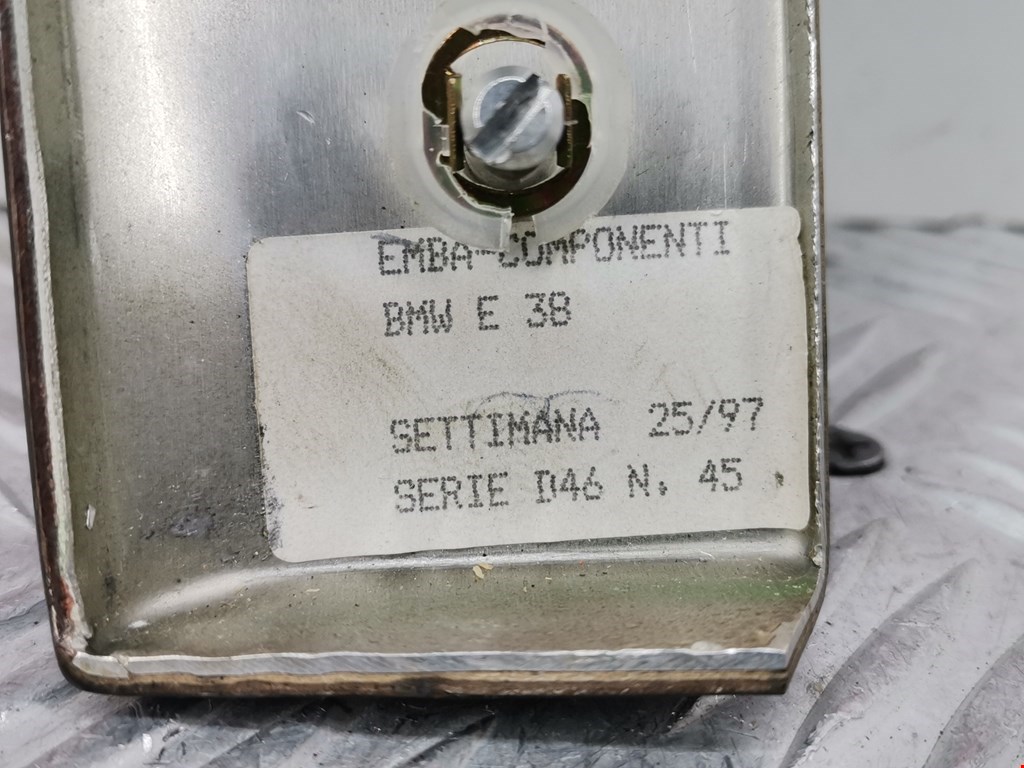 EMBA-COMPONENTI
BMW E 38
SETTIMANA 25/97
SERIE D46 N. 45